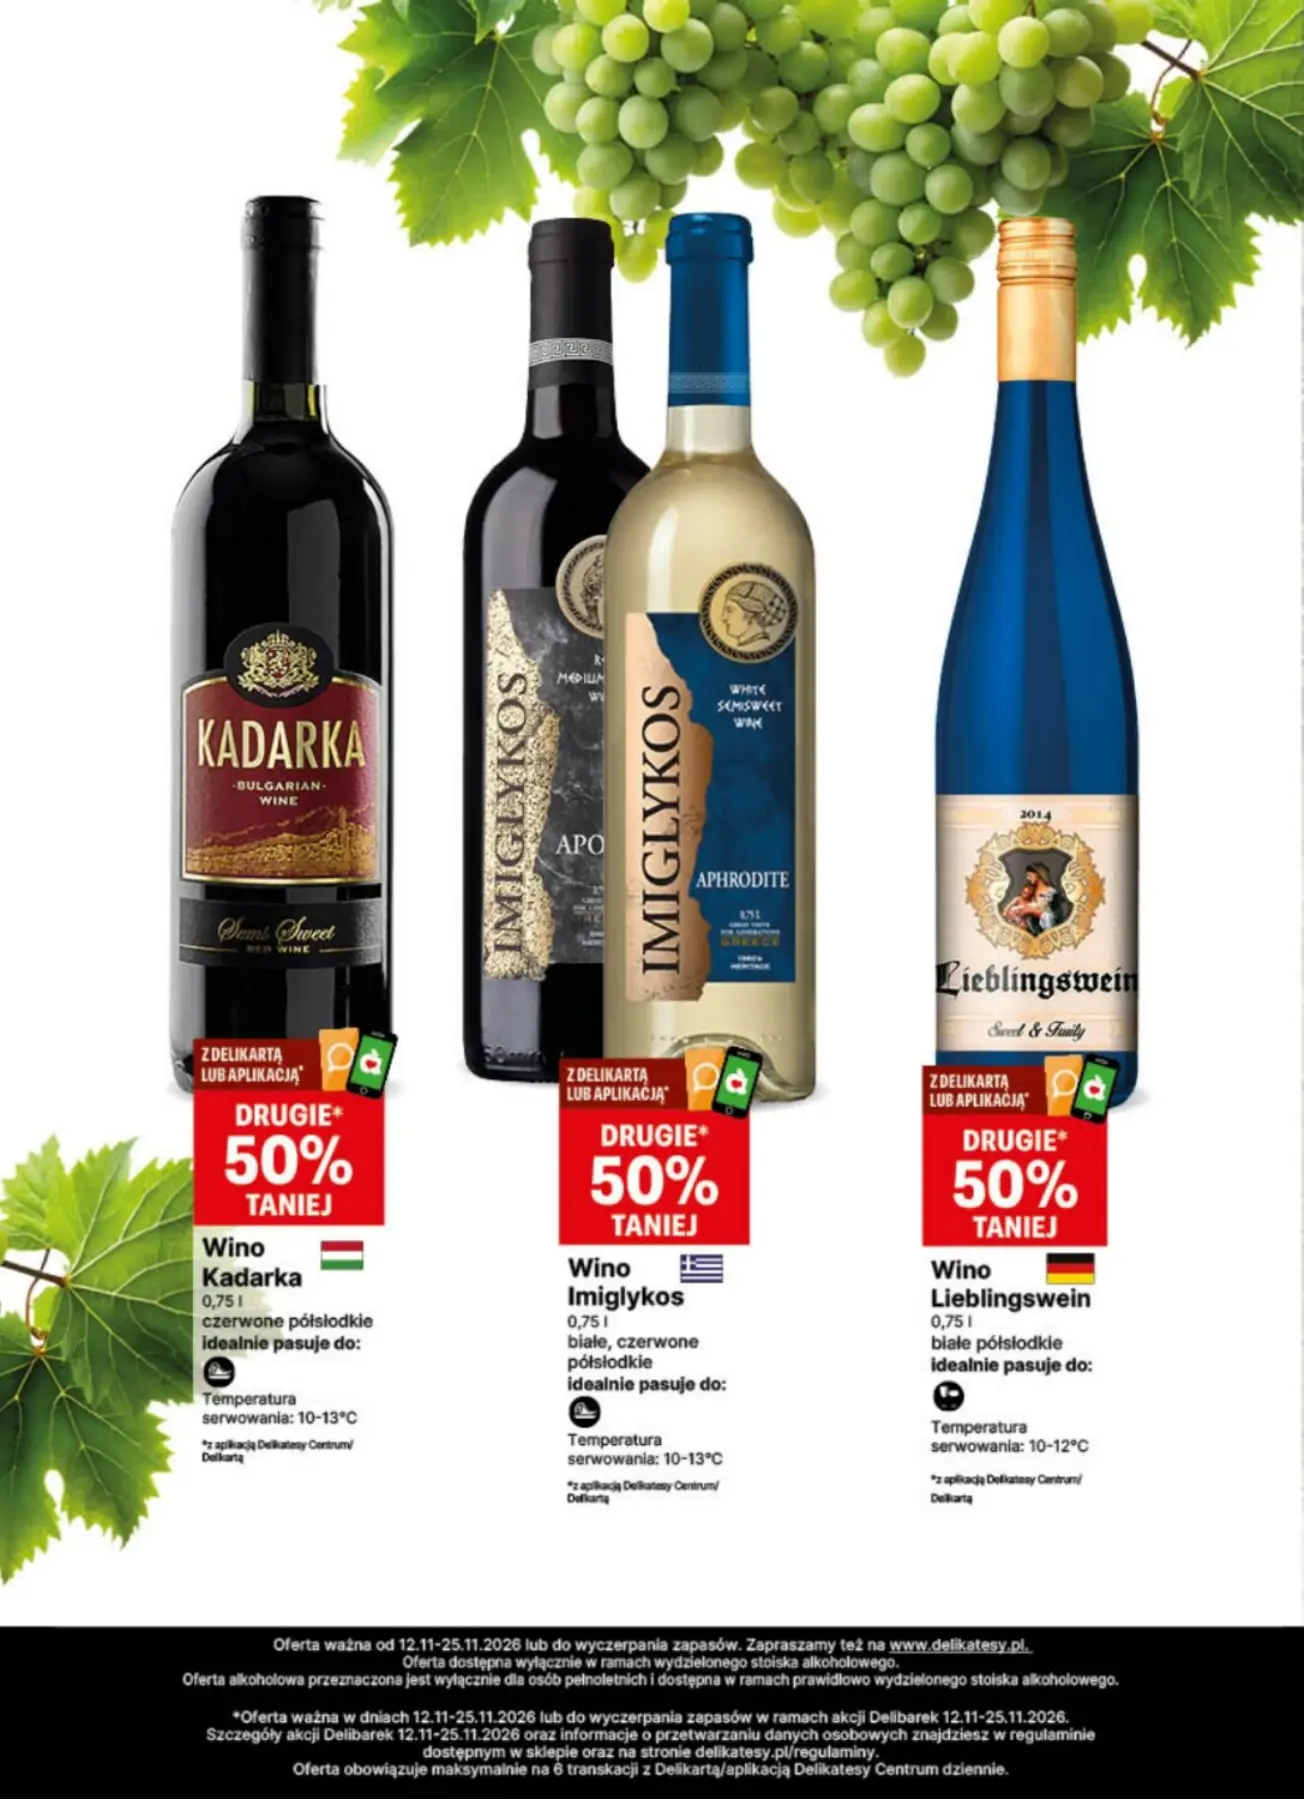 KADARKA
·BULGARIAN·
WINE
Semi Sweet
RED WINE
IMIGLYKOS
MEDIUM
APO
IMIGLYKOS
WHITE
SEMISWEET
WINE
APHRODITE
0,75 L
GREECE
2014
Lieblingswein
Sweet & Fruity
Z DELIKARTĄ
LUB APLIKACJĄ*
DRUGIE*
50%
TANIEJ
Wino
Kadarka
0,75 l
czerwone półsłodkie
idealnie pasuje do:
Temperatura
serwowania: 10-13°C
*z aplikacją Delikatesy Centrum/
Delikartą
Z DELIKARTĄ
LUB APLIKACJĄ*
DRUGIE*
50%
TANIEJ
Wino
Imiglykos
0,75 l
białe, czerwone
półsłodkie
idealnie pasuje do:
Temperatura
serwowania: 10-13°C
*z aplikacją Delikatesy Centrum/
Delikartą
Z DELIKARTĄ
LUB APLIKACJĄ*
DRUGIE*
50%
TANIEJ
Wino
Lieblingswein
0,75 l
białe półsłodkie
idealnie pasuje do:
Temperatura
serwowania: 10-12°C
*z aplikacją Delikatesy Centrum/
Delikartą
Oferta ważna od 12.11-25.11.2026 lub do wyczerpania zapasów. Zapraszamy też na www.delikatesy.pl.
Oferta dostępna wyłącznie w ramach wydzielonego stoiska alkoholowego.
Oferta alkoholowa przeznaczona jest wyłącznie dla osób pełnoletnich i dostępna w ramach prawidłowo wydzielonego stoiska alkoholowego.
*Oferta ważna w dniach 12.11-25.11.2026 lub do wyczerpania zapasów w ramach akcji Delibarek 12.11-25.11.2026.
Szczegóły akcji Delibarek 12.11-25.11.2026 oraz informacje o przetwarzaniu danych osobowych znajdziesz w regulaminie
dostępnym w sklepie oraz na stronie delikatesy.pl/regulaminy.
Oferta obowiązuje maksymalnie na 6 transkacji z Delikartą/aplikacją Delikatesy Centrum dziennie.